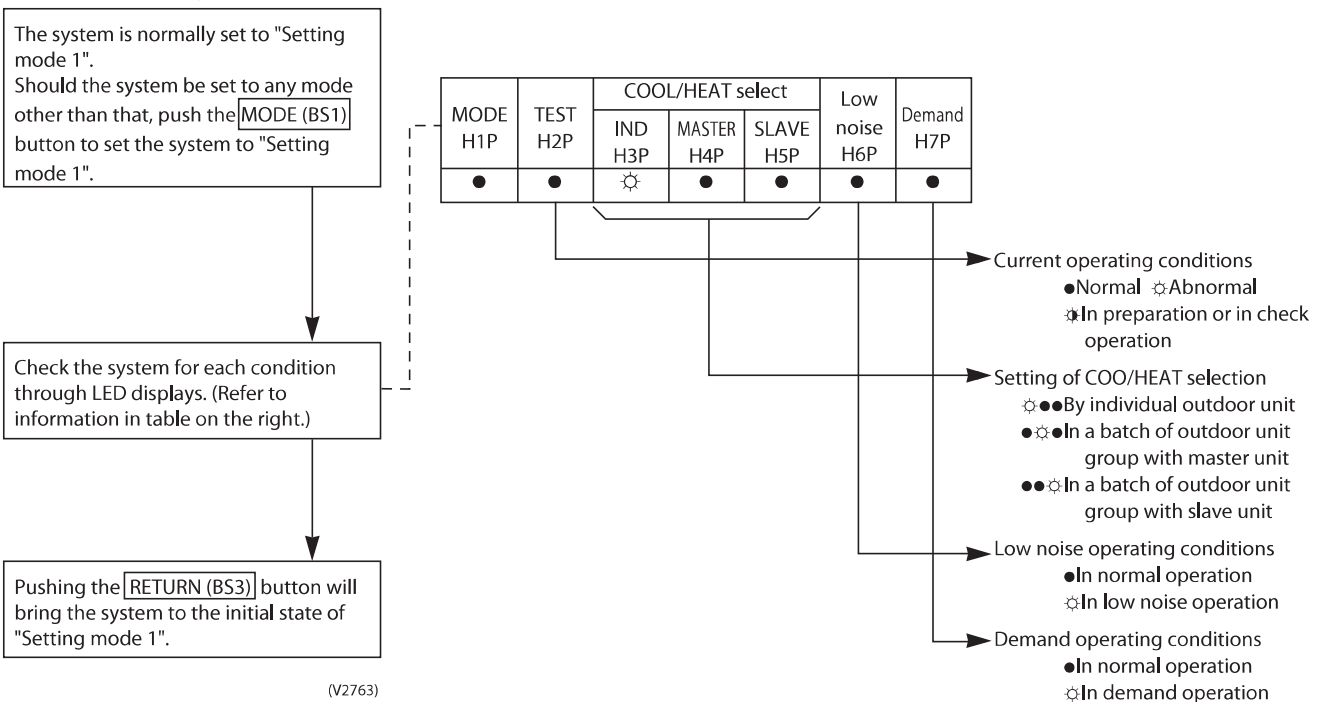 The system is normally set to "Setting
mode 1".
Should the system be set to any mode
other than that, push the MODE (BS1)
button to set the system to "Setting
mode 1".
Check the system for each condition
through LED displays. (Refer to
information in table on the right.)
Pushing the RETURN (BS3) button will
bring the system to the initial state of
"Setting mode 1".
(V2763)
MODE
H1P
TEST
H2P
COOL/HEAT select
IND
H3P
MASTER
H4P
SLAVE
H5P
Low
noise
H6P
Demand
H7P
● ● ☼ ● ● ● ●
Current operating conditions
●Normal ☼Abnormal
◑In preparation or in check
operation
Setting of COO/HEAT selection
☼●●By individual outdoor unit
●☼●In a batch of outdoor unit
group with master unit
●●☼In a batch of outdoor unit
group with slave unit
Low noise operating conditions
●In normal operation
☼In low noise operation
Demand operating conditions
●In normal operation
☼In demand operation